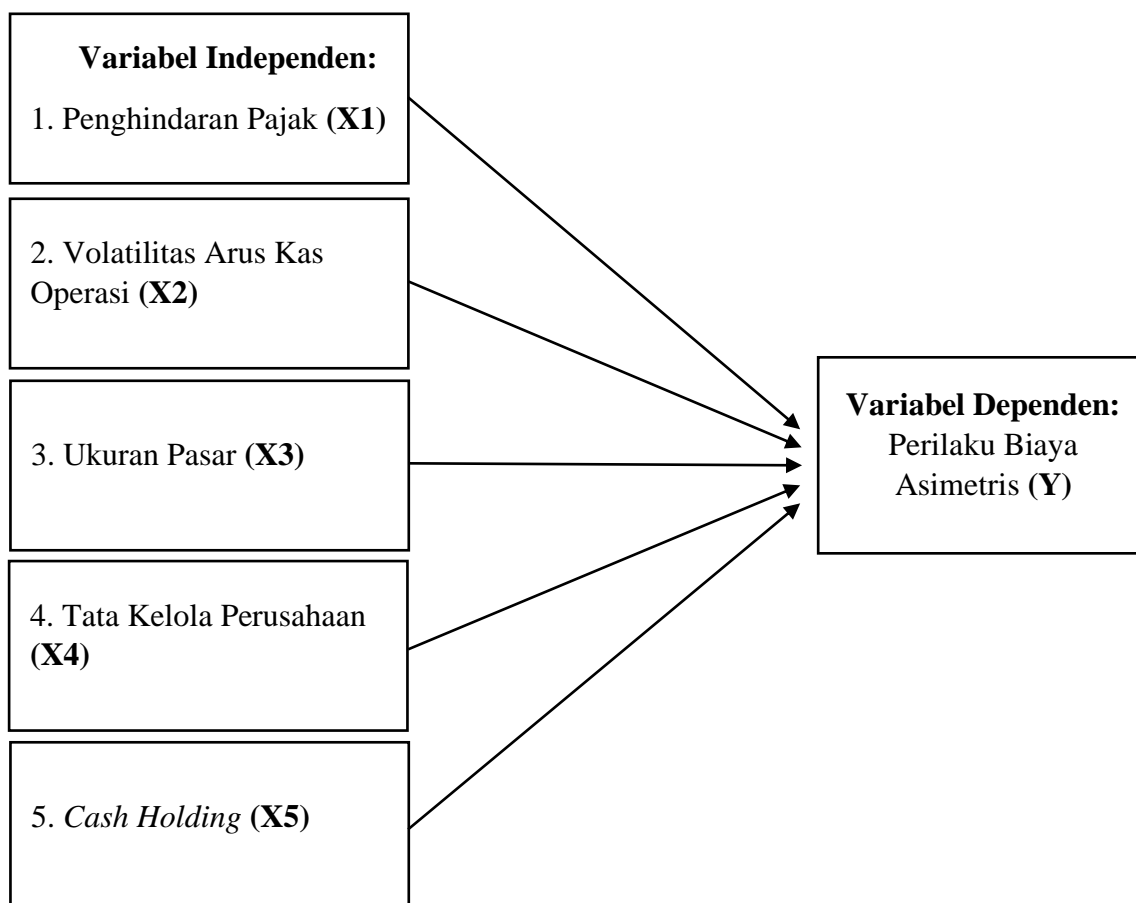 Variabel Independen:
1. Penghindaran Pajak (X1)
2. Volatilitas Arus Kas
Operasi (X2)
3. Ukuran Pasar (X3)
4. Tata Kelola Perusahaan
(X4)
5. Cash Holding (X5)
Variabel Dependen:
Perilaku Biaya
Asimetris (Y)